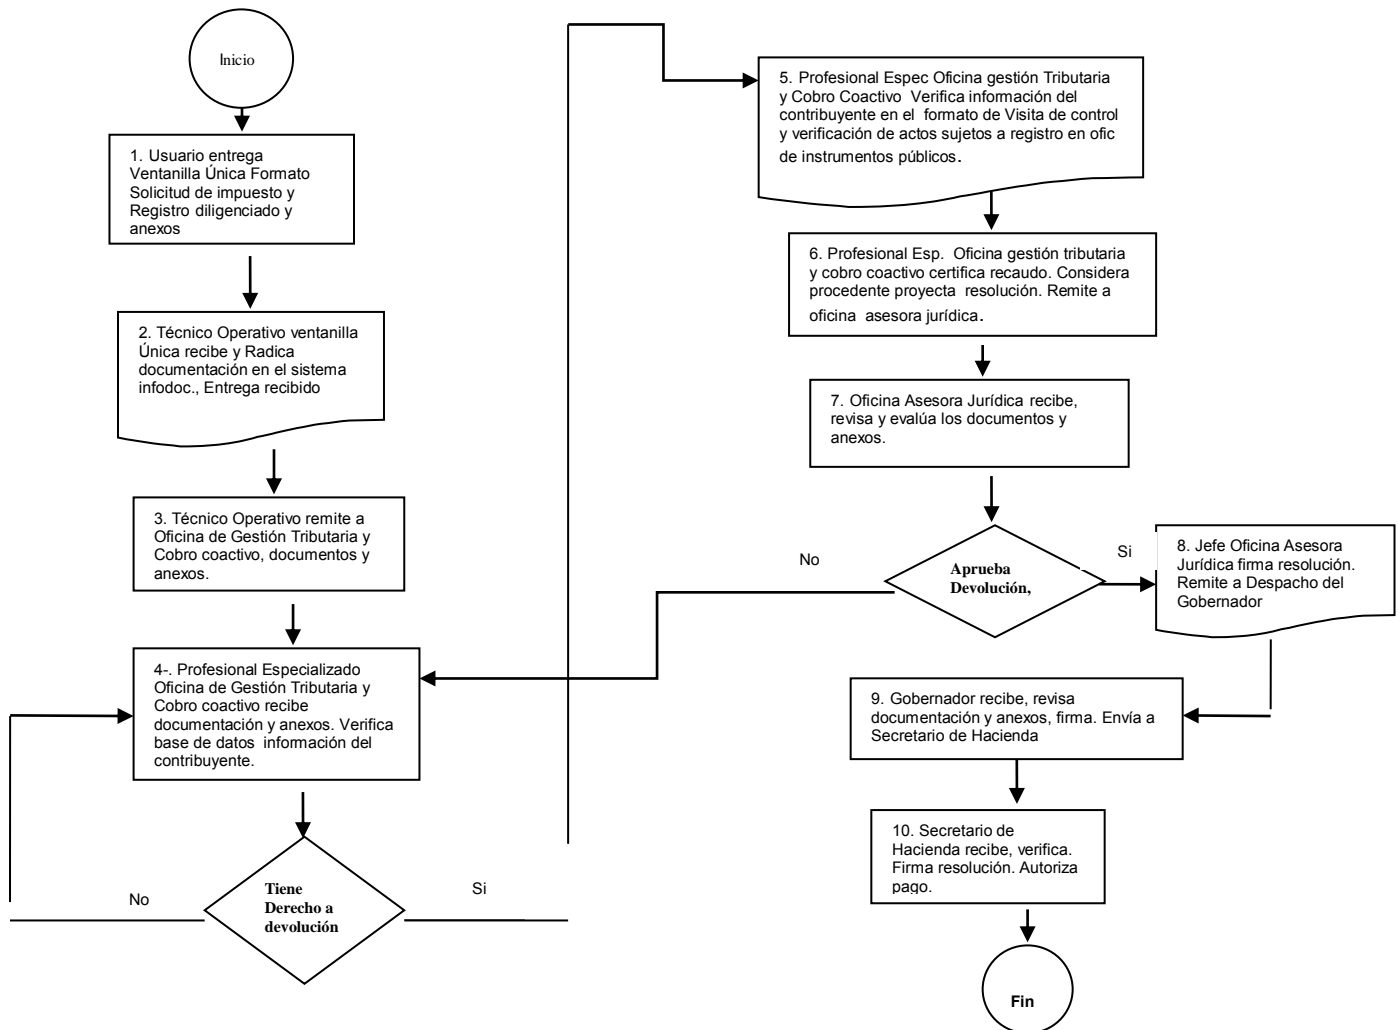 Inicio
1. Usuario entrega
Ventanilla Única Formato
Solicitud de impuesto y
Registro diligenciado y
anexos
2. Técnico Operativo ventanilla
Única recibe y Radica
documentación en el sistema
infodoc., Entrega recibido
3. Técnico Operativo remite a
Oficina de Gestión Tributaria y
Cobro coactivo, documentos y
anexos.
4-. Profesional Especializado
Oficina de Gestión Tributaria y
Cobro coactivo recibe
documentación y anexos. Verifica
base de datos información del
contribuyente.
Tiene
Derecho a
devolución
No
Si
5. Profesional Espec Oficina gestión Tributaria
y Cobro Coactivo Verifica información del
contribuyente en el formato de Visita de control
y verificación de actos sujetos a registro en ofic
de instrumentos públicos.
6. Profesional Esp. Oficina gestión tributaria
y cobro coactivo certifica recaudo. Considera
procedente proyecta resolución. Remite a
oficina asesora jurídica.
7. Oficina Asesora Jurídica recibe,
revisa y evalúa los documentos y
anexos.
No
Aprueba
Devolución,
Si
8. Jefe Oficina Asesora
Jurídica firma resolución.
Remite a Despacho del
Gobernador
9. Gobernador recibe, revisa
documentación y anexos, firma. Envía a
Secretario de Hacienda
10. Secretario de
Hacienda recibe, verifica.
Firma resolución. Autoriza
pago.
Fin